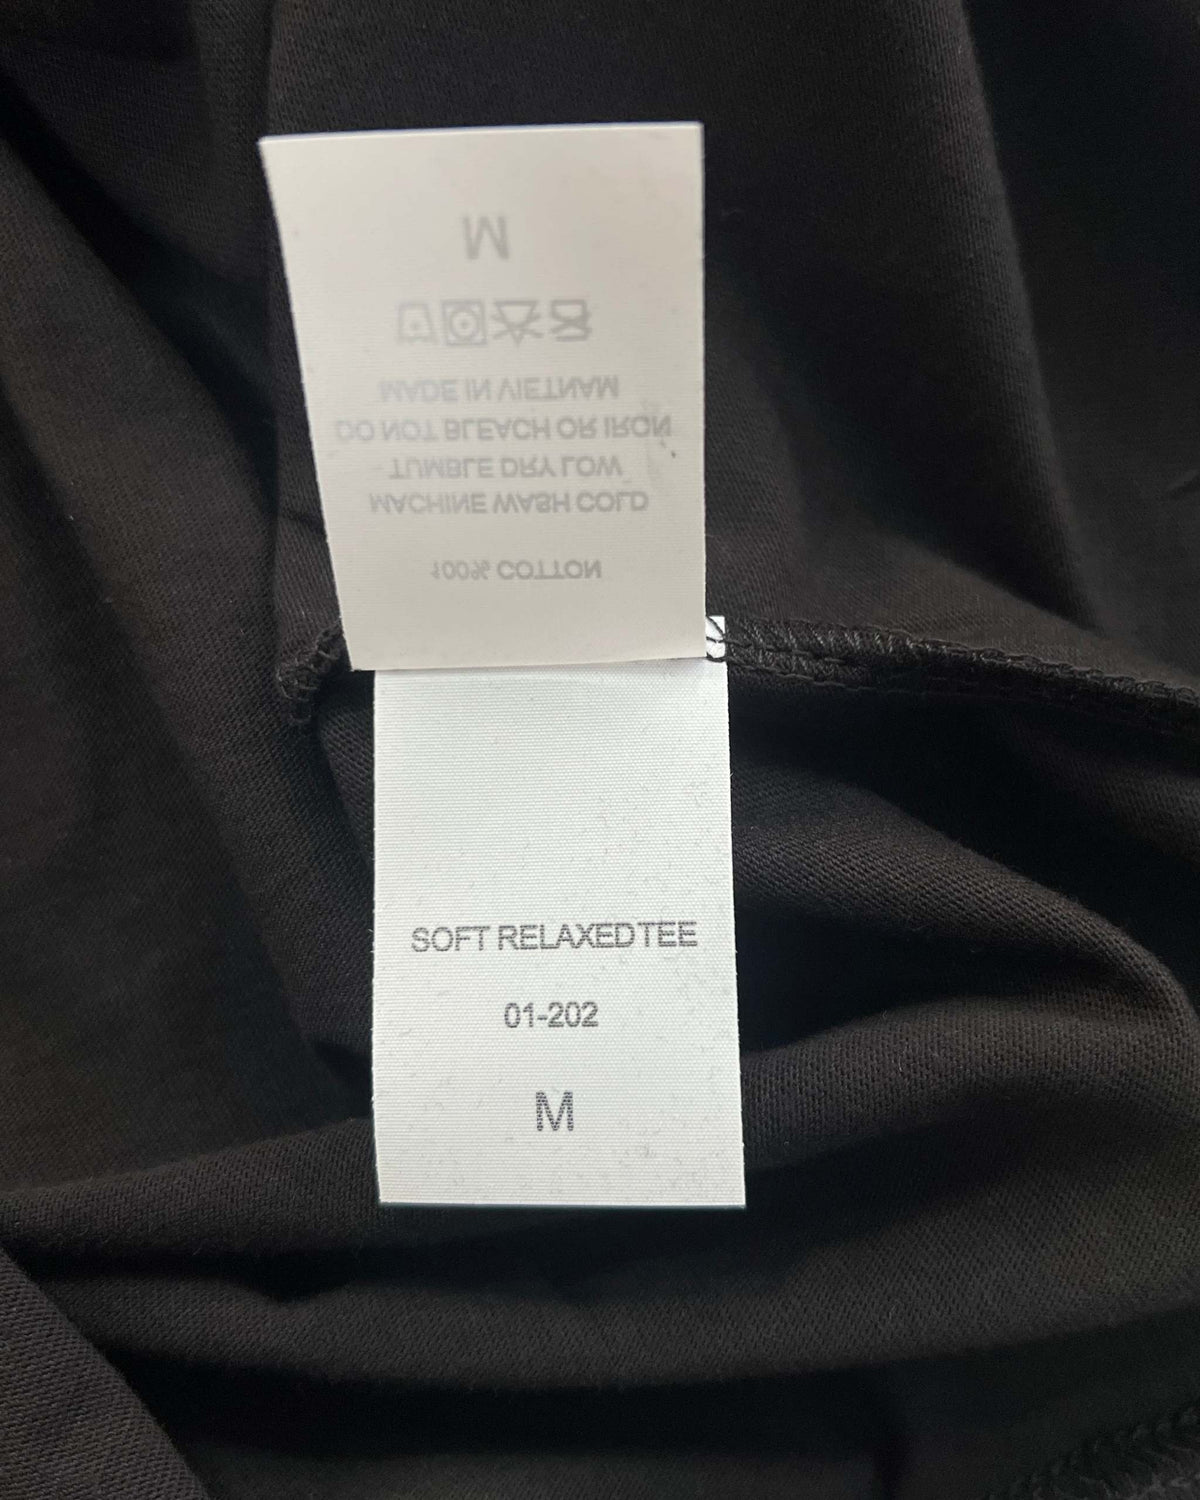 M
MADE IN VIETNAM
DO NOT BLEACH OR IRON
TUMBLE DRY LOW
MACHINE WASH COLD
100% COTTON
SOFT RELAXED TEE
01-202
M